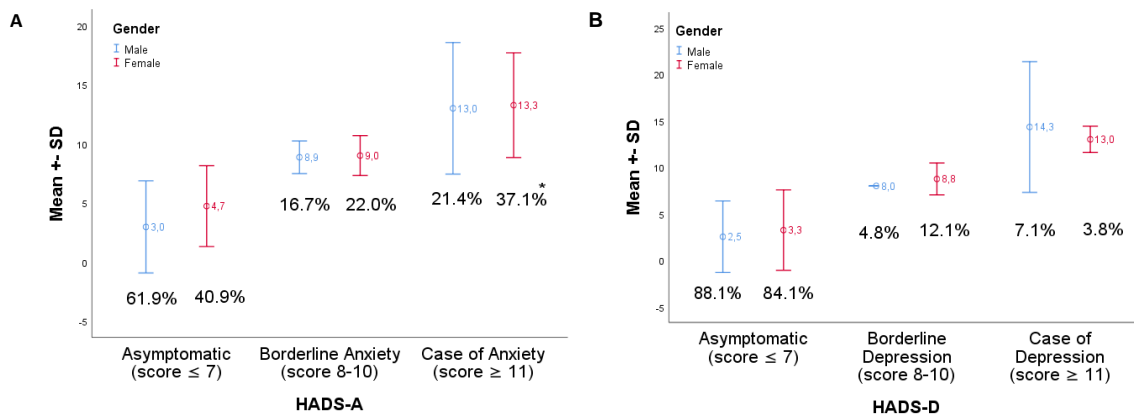 A
Mean +- SD
20
15
10
5
0
-5
Gender
Male
Female
3,0
4,7
8,9
9,0
13,0
13,3
61.9%
40.9%
16.7%
22.0%
21.4%
37.1%*
Asymptomatic
(score ≤ 7)
Borderline Anxiety
(score 8-10)
Case of Anxiety
(score ≥ 11)
HADS-A
B
Mean +- SD
25
20
15
10
5
0
-5
Gender
Male
Female
2,5
3,3
8,0
8,8
14,3
13,0
88.1%
84.1%
4.8%
12.1%
7.1%
3.8%
Asymptomatic
(score ≤ 7)
Borderline
Depression
(score 8-10)
Case of
Depression
(score ≥ 11)
HADS-D